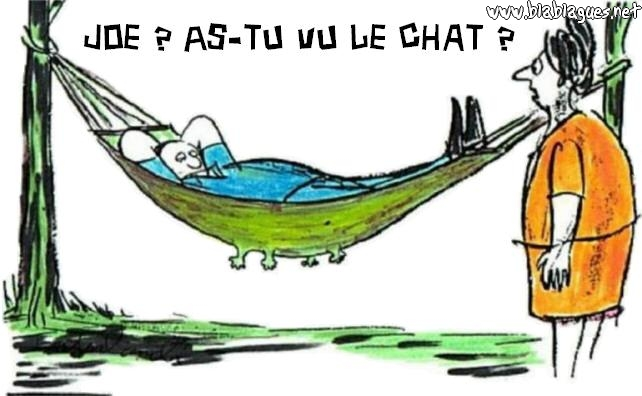 www.blablagues.net
JOE ? AS-TU VU LE CHAT ?